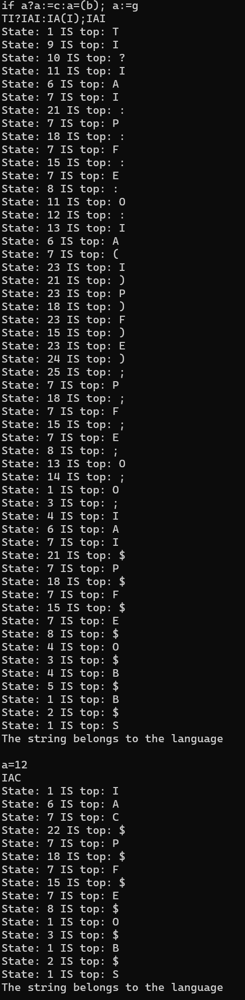 if a?a:=c:a=(b); a:=g
TI?IAI:IA(I);IAI
State: 1 IS top: T
State: 9 IS top: I
State: 10 IS top: ?
State: 11 IS top: I
State: 6 IS top: A
State: 7 IS top: I
State: 21 IS top: :
State: 7 IS top: P
State: 18 IS top: :
State: 7 IS top: F
State: 15 IS top: :
State: 7 IS top: E
State: 8 IS top: :
State: 11 IS top: O
State: 12 IS top: :
State: 13 IS top: I
State: 6 IS top: A
State: 7 IS top: (
State: 23 IS top: I
State: 21 IS top: )
State: 23 IS top: P
State: 18 IS top: )
State: 23 IS top: F
State: 15 IS top: )
State: 23 IS top: E
State: 24 IS top: )
State: 25 IS top: ;
State: 7 IS top: P
State: 18 IS top: ;
State: 7 IS top: F
State: 15 IS top: ;
State: 7 IS top: E
State: 8 IS top: ;
State: 13 IS top: O
State: 14 IS top: ;
State: 1 IS top: O
State: 3 IS top: ;
State: 4 IS top: I
State: 6 IS top: A
State: 7 IS top: I
State: 21 IS top: $
State: 7 IS top: P
State: 18 IS top: $
State: 7 IS top: F
State: 15 IS top: $
State: 7 IS top: E
State: 8 IS top: $
State: 4 IS top: O
State: 3 IS top: $
State: 4 IS top: B
State: 5 IS top: $
State: 1 IS top: B
State: 2 IS top: $
State: 1 IS top: S
The string belongs to the language
a=12
IAC
State: 1 IS top: I
State: 6 IS top: A
State: 7 IS top: C
State: 22 IS top: $
State: 7 IS top: P
State: 18 IS top: $
State: 7 IS top: F
State: 15 IS top: $
State: 7 IS top: E
State: 8 IS top: $
State: 1 IS top: O
State: 3 IS top: $
State: 1 IS top: B
State: 2 IS top: $
State: 1 IS top: S
The string belongs to the language